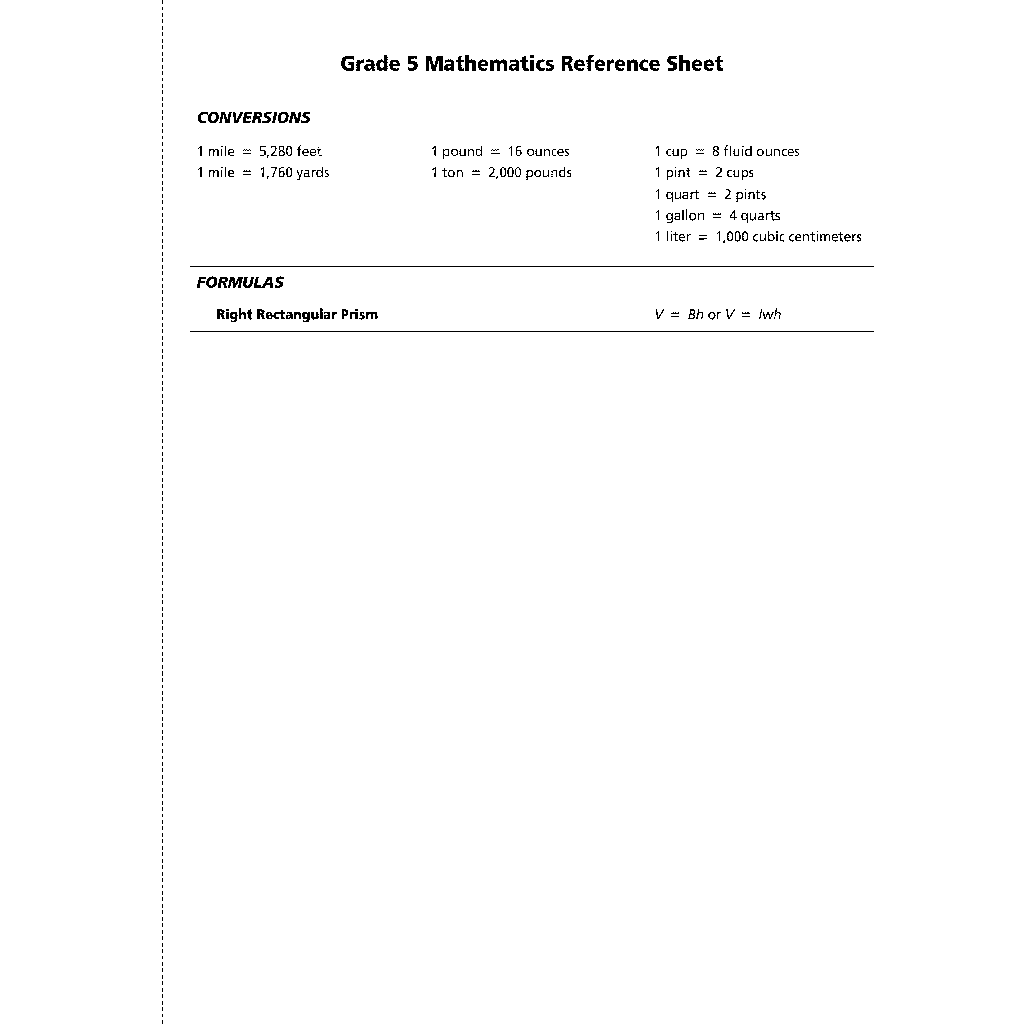 Grade 5 Mathematics Reference Sheet
CONVERSIONS
1 mile = 5,280 feet
1 mile = 1,760 yards
1 pound = 16 ounces
1 ton = 2,000 pounds
1 cup = 8 fluid ounces
1 pint = 2 cups
1 quart = 2 pints
1 gallon = 4 quarts
1 liter = 1,000 cubic centimeters
FORMULAS
Right Rectangular Prism V = Bh or V = lwh